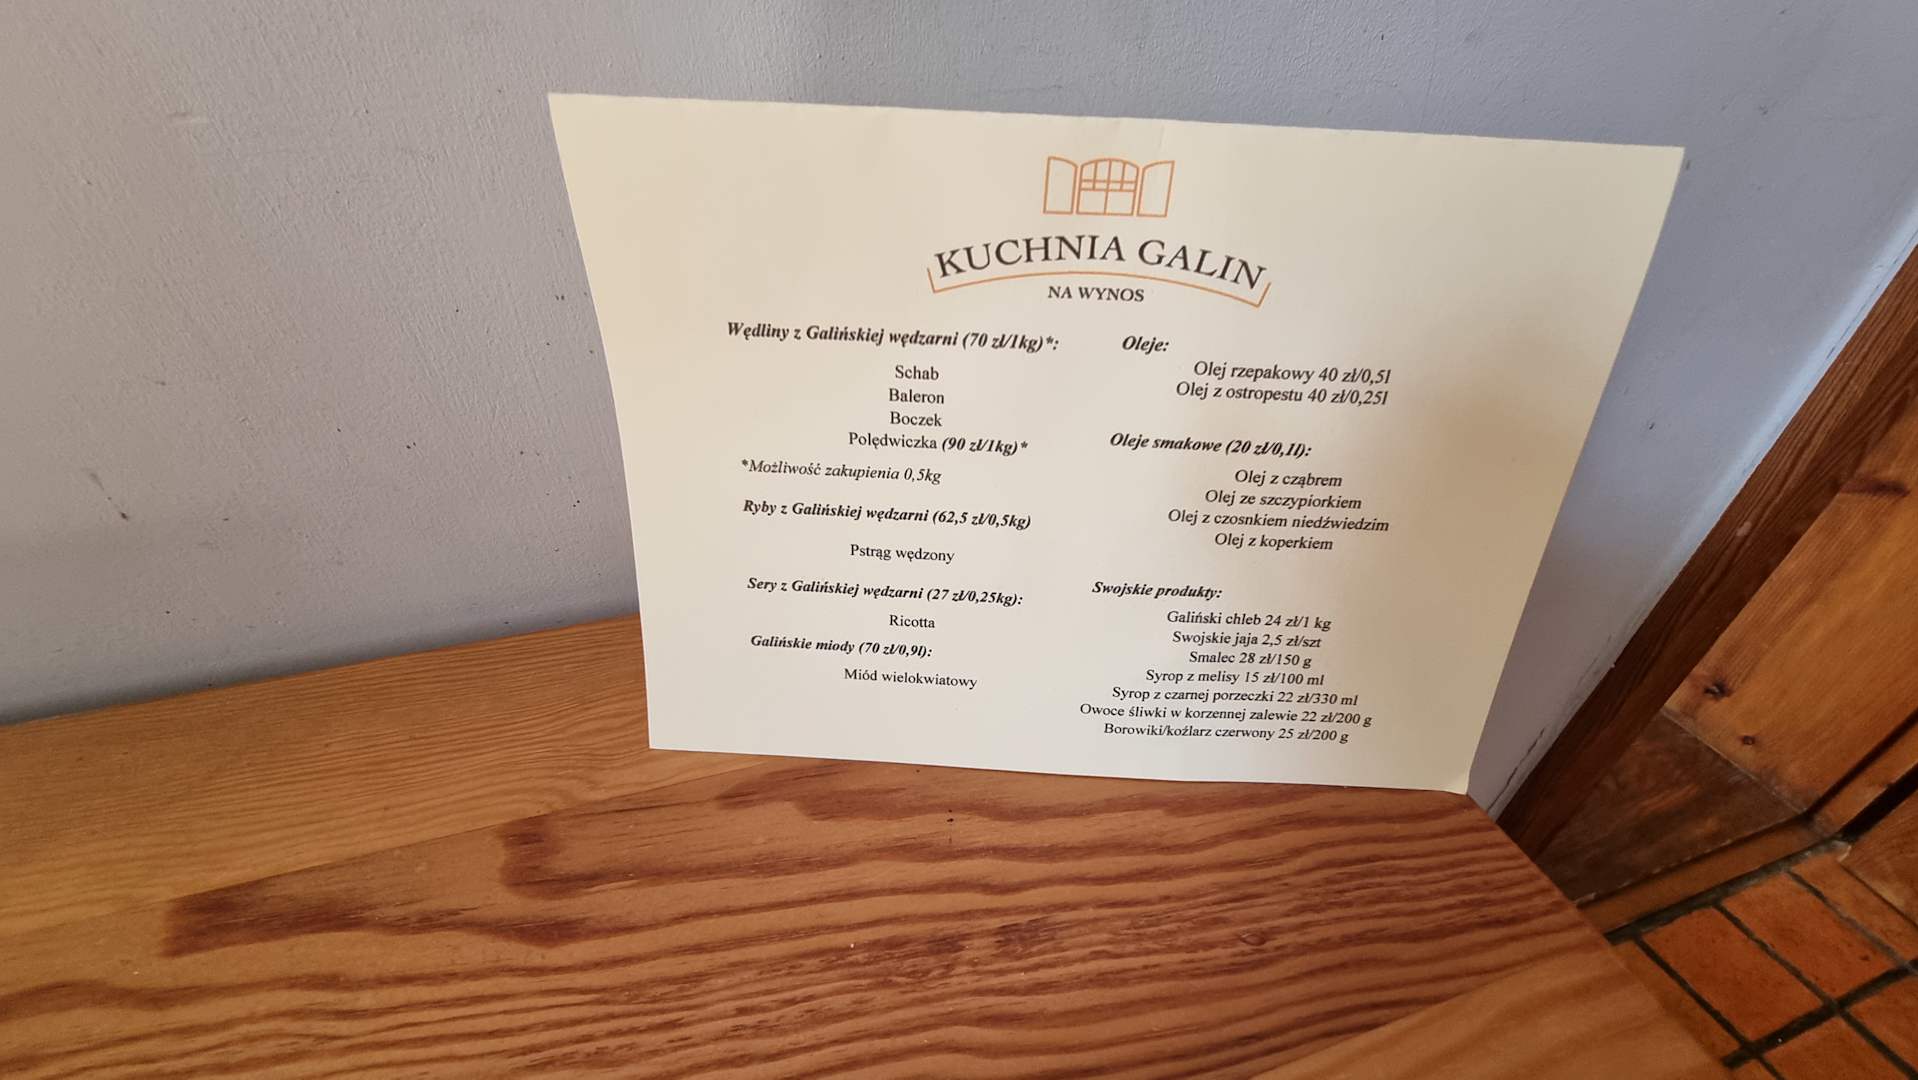 KUCHNIA GALIN
NA WYNOS
Wędliny z Galińskiej wędzarni (70 zł/1kg)*:
Schab
Baleron
Boczek
Polędwiczka (90 zł/1kg)*
*Możliwość zakupienia 0,5kg
Ryby z Galińskiej wędzarni (62,5 zł/0,5kg)
Pstrąg wędzony
Sery z Galińskiej wędzarni (27 zł/0,25kg):
Ricotta
Galińskie miody (70 zł/0,9l):
Miód wielokwiatowy
Oleje:
Olej rzepakowy 40 zł/0,5l
Olej z ostropestu 40 zł/0,25l
Oleje smakowe (20 zł/0,1l):
Olej z cząbrem
Olej ze szczypiorkiem
Olej z czosnkiem niedźwiedzim
Olej z koperkiem
Swojskie produkty:
Galiński chleb 24 zł/1 kg
Swojskie jaja 2,5 zł/szt
Smalec 28 zł/150 g
Syrop z melisy 15 zł/100 ml
Syrop z czarnej porzeczki 22 zł/330 ml
Owoce śliwki w korzennej zalewie 22 zł/200 g
Borowiki/koźlarz czerwony 25 zł/200 g